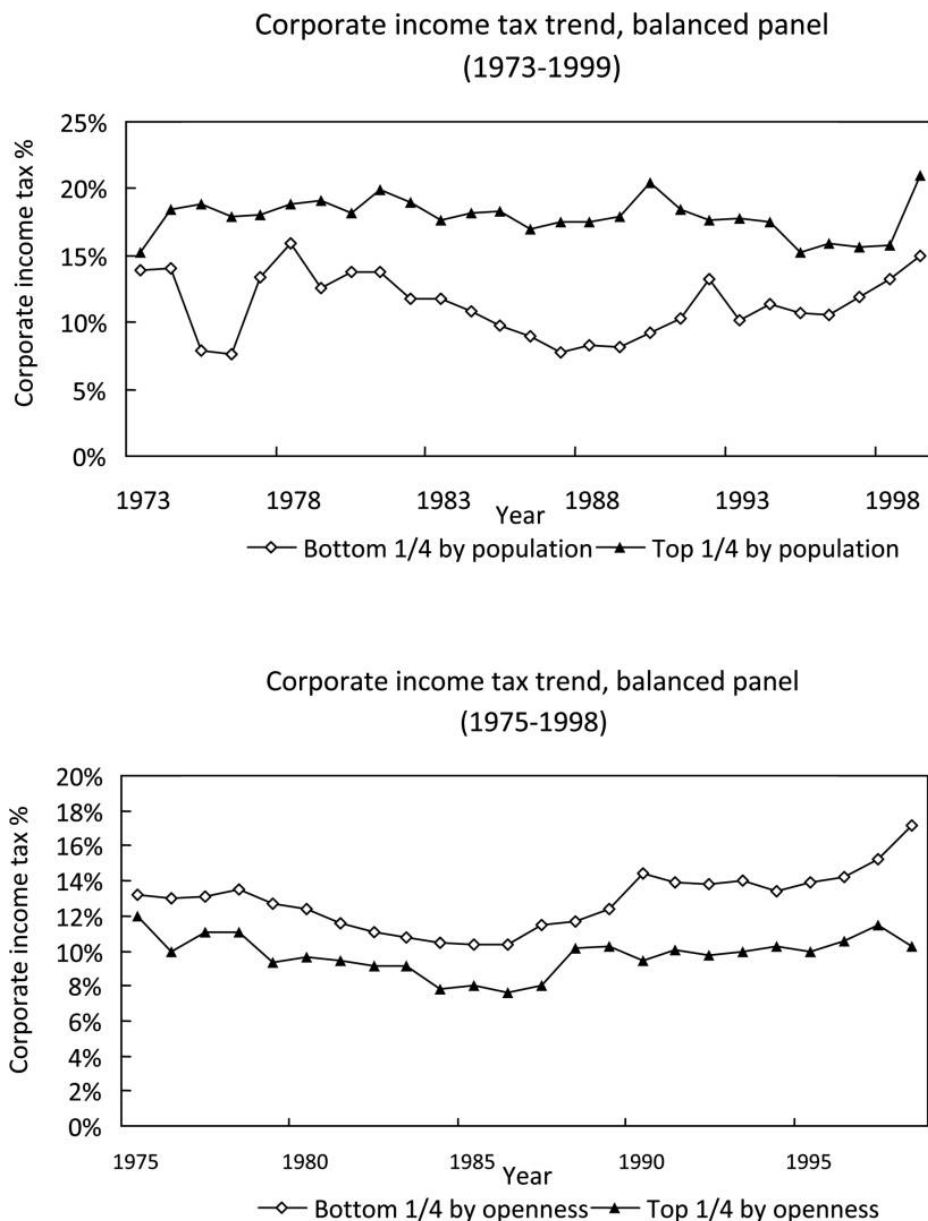 Corporate income tax trend, balanced panel
(1973-1999)
Corporate income tax %
25%
20%
15%
10%
5%
0%
1973 1978 1983 1988 1993 1998
Year
Bottom 1/4 by population Top 1/4 by population
Corporate income tax trend, balanced panel
(1975-1998)
Corporate income tax %
20%
18%
16%
14%
12%
10%
8%
6%
4%
2%
0%
1975 1980 1985 1990 1995
Year
Bottom 1/4 by openness Top 1/4 by openness